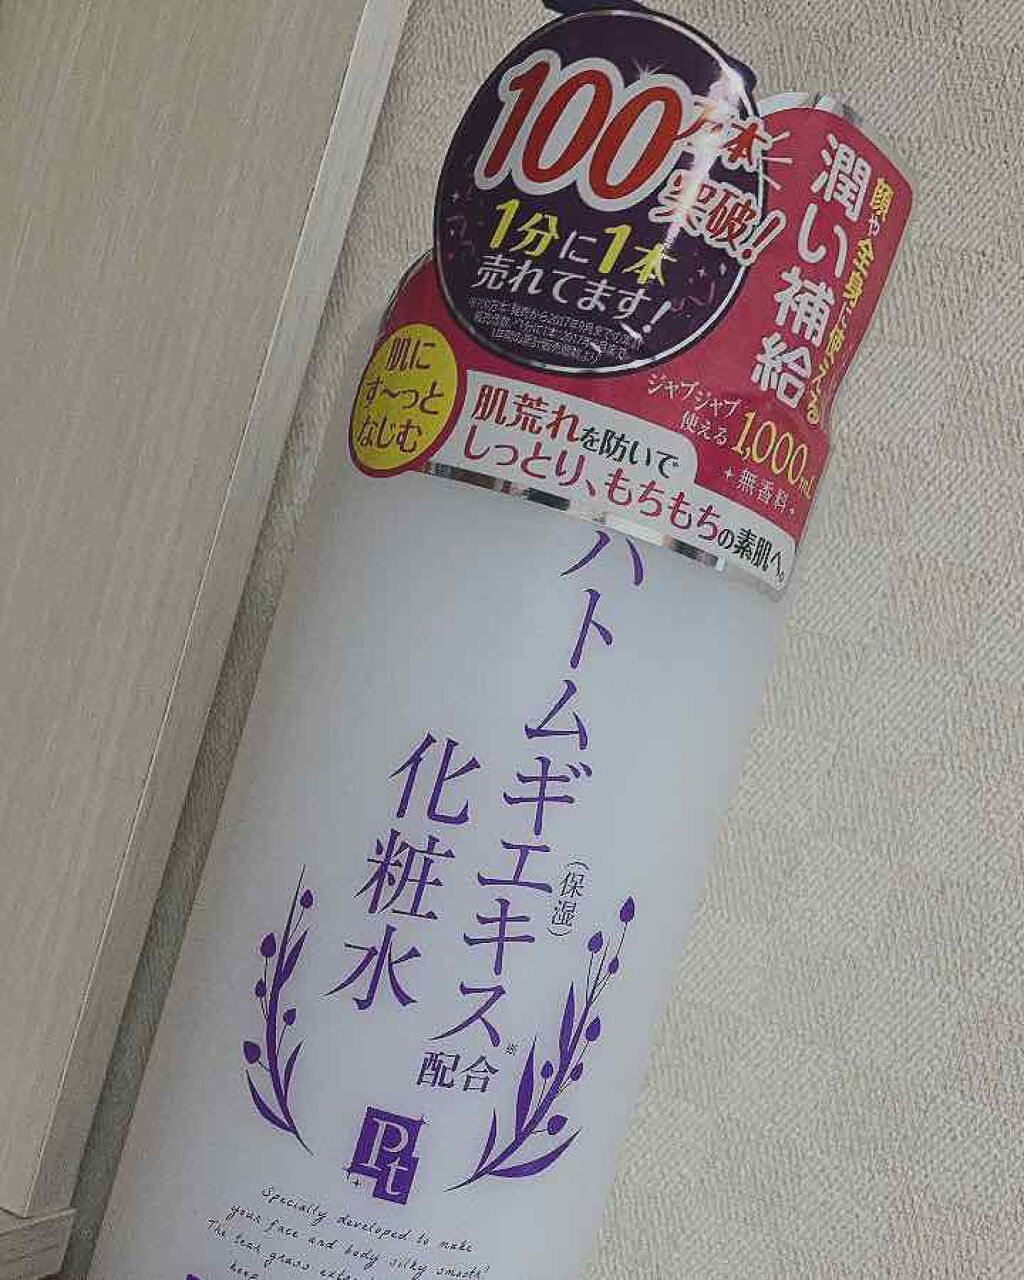 100万本
突破!
1分に1本
売れてます!
顔や全身に使える
潤い補給
ジャブジャブ
使える
1,000mL
無香料
肌に
す〜っと
なじむ
肌荒れを防いで
しっとり、もちもちの素肌へ。
ハトムギエキス
(保湿)
配合
※
化粧水
Pt
Specially developed to make
your face and body silky smooth!
The tear grass
keep